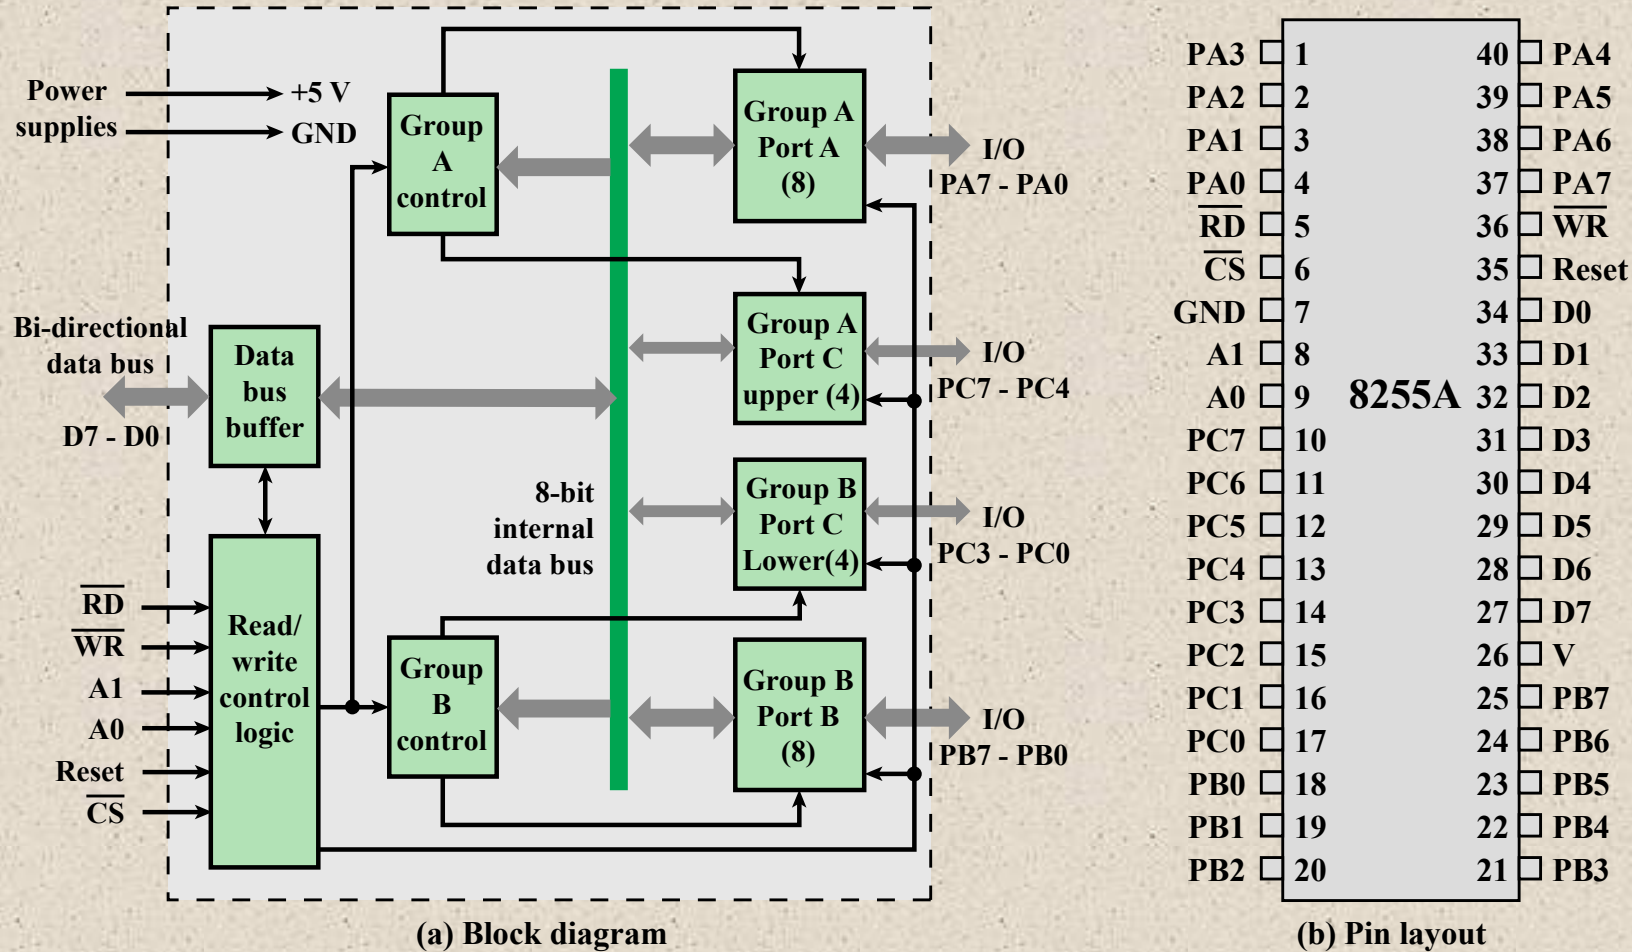 Power
supplies
+5 V
GND
Group
A
control
Group A
Port A
(8)
I/O
PA7 - PA0
Bi-directional
data bus
D7 - D0
Data
bus
buffer
Group A
Port C
upper (4)
I/O
PC7 - PC4
8-bit
internal
data bus
Group B
Port C
Lower(4)
I/O
PC3 - PC0
R̅D̅
W̅R̅
A1
A0
Reset
C̅S̅
Read/
write
control
logic
Group
B
control
Group B
Port B
(8)
I/O
PB7 - PB0
(a) Block diagram
PA3 1 40 PA4
PA2 2 39 PA5
PA1 3 38 PA6
PA0 4 37 PA7
R̅D̅ 5 36 W̅R̅
C̅S̅ 6 35 Reset
GND 7 34 D0
A1 8 33 D1
A0 9 8255A 32 D2
PC7 10 31 D3
PC6 11 30 D4
PC5 12 29 D5
PC4 13 28 D6
PC3 14 27 D7
PC2 15 26 V
PC1 16 25 PB7
PC0 17 24 PB6
PB0 18 23 PB5
PB1 19 22 PB4
PB2 20 21 PB3
(b) Pin layout